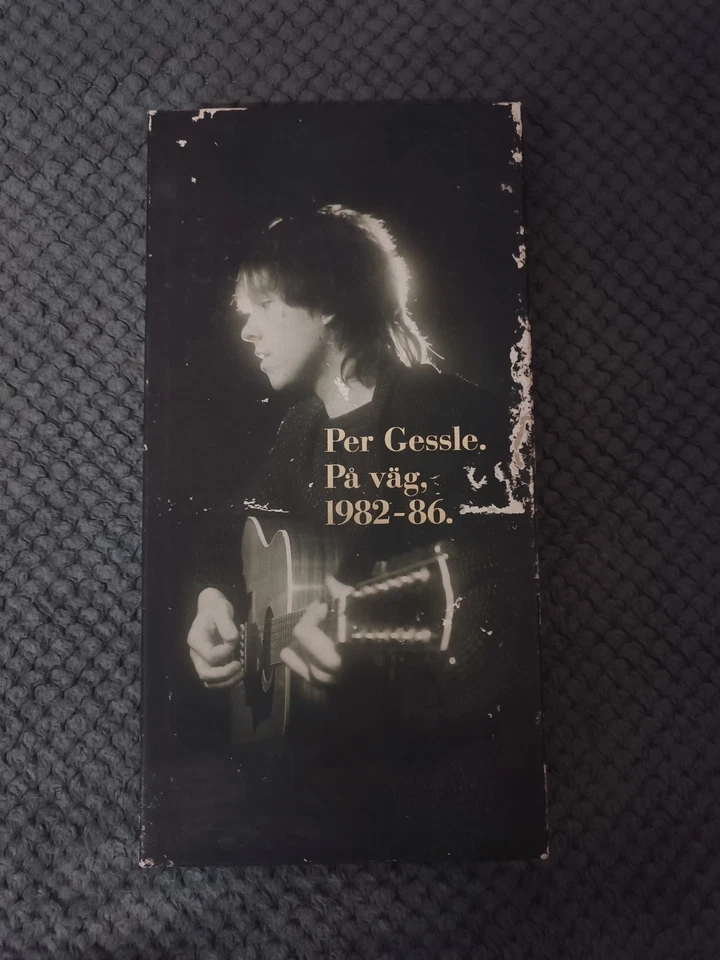 Per Gessle.
På väg,
1982-86.